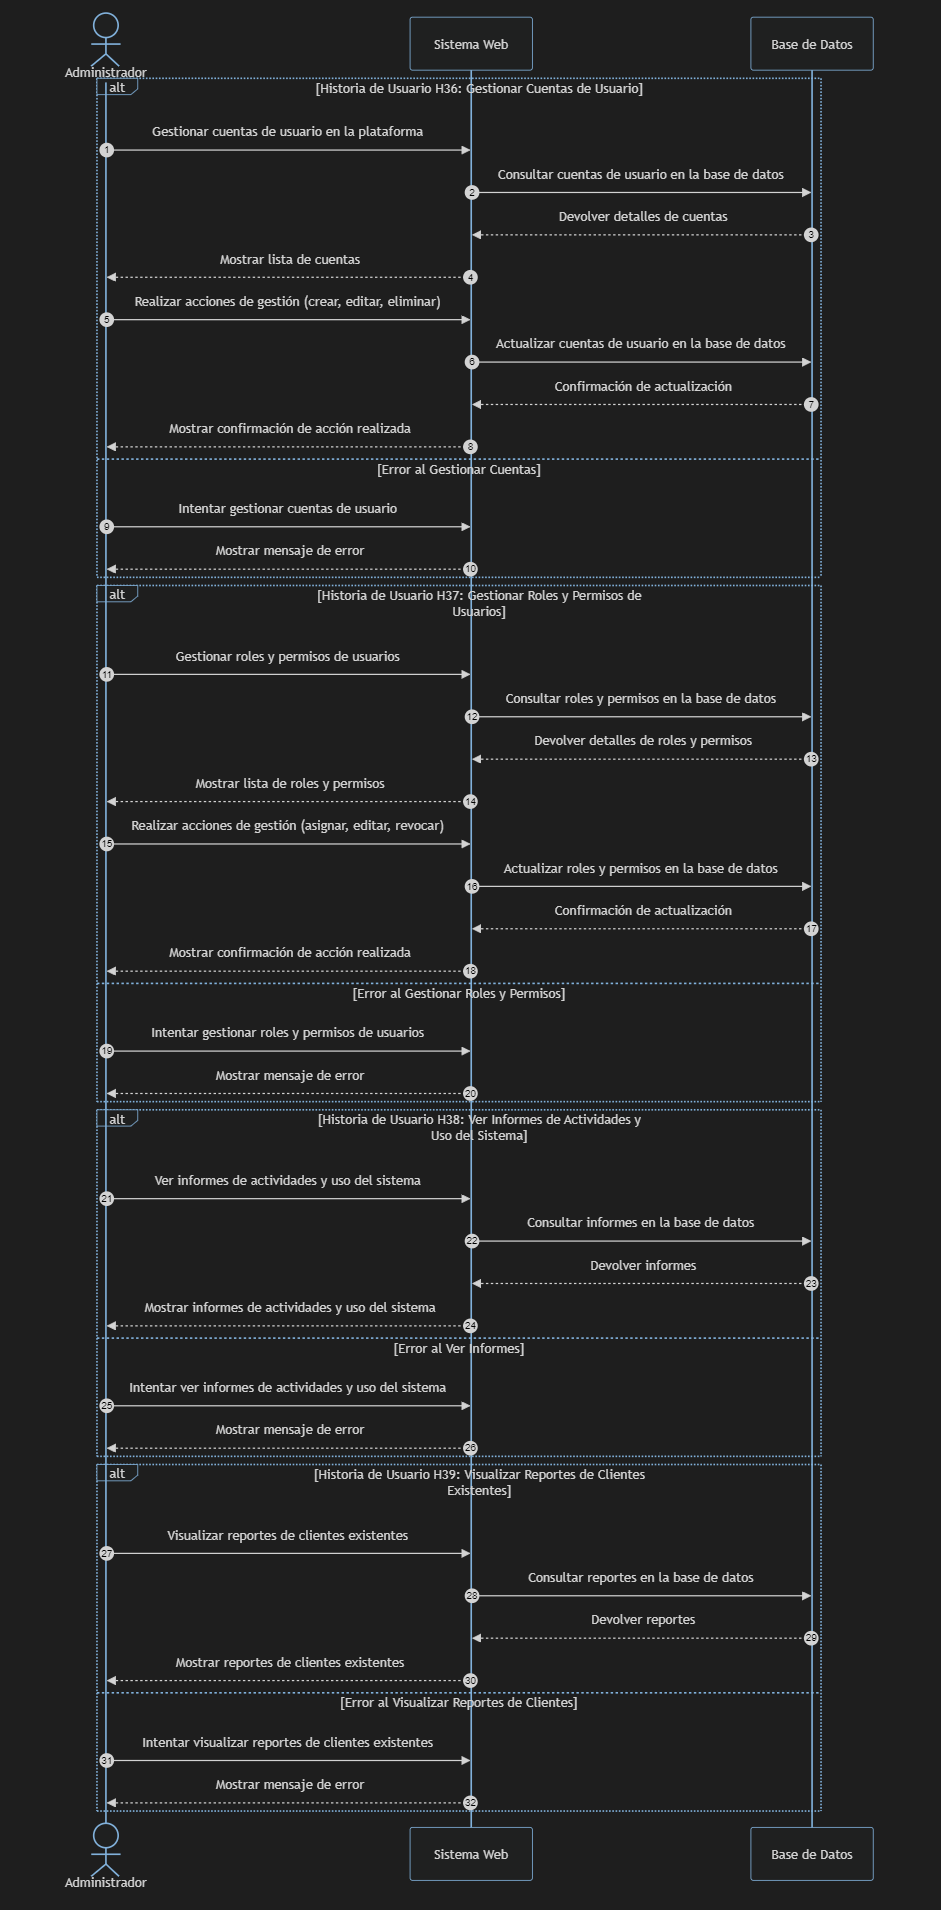 Sistema Web
Base de Datos
Administrador
alt
[Historia de Usuario H36: Gestionar Cuentas de Usuario]
Gestionar cuentas de usuario en la plataforma
1
Consultar cuentas de usuario en la base de datos
2
Devolver detalles de cuentas
3
Mostrar lista de cuentas
4
Realizar acciones de gestión (crear, editar, eliminar)
5
Actualizar cuentas de usuario en la base de datos
6
Confirmación de actualización
7
Mostrar confirmación de acción realizada
8
[Error al Gestionar Cuentas]
Intentar gestionar cuentas de usuario
9
Mostrar mensaje de error
10
alt
[Historia de Usuario H37: Gestionar Roles y Permisos de
Usuarios]
Gestionar roles y permisos de usuarios
11
Consultar roles y permisos en la base de datos
12
Devolver detalles de roles y permisos
13
Mostrar lista de roles y permisos
14
Realizar acciones de gestión (asignar, editar, revocar)
15
Actualizar roles y permisos en la base de datos
16
Confirmación de actualización
17
Mostrar confirmación de acción realizada
18
[Error al Gestionar Roles y Permisos]
Intentar gestionar roles y permisos de usuarios
19
Mostrar mensaje de error
20
alt
[Historia de Usuario H38: Ver Informes de Actividades y
Uso del Sistema]
Ver informes de actividades y uso del sistema
21
Consultar informes en la base de datos
22
Devolver informes
23
Mostrar informes de actividades y uso del sistema
24
[Error al Ver Informes]
Intentar ver informes de actividades y uso del sistema
25
Mostrar mensaje de error
26
alt
[Historia de Usuario H39: Visualizar Reportes de Clientes
Existentes]
Visualizar reportes de clientes existentes
27
Consultar reportes en la base de datos
28
Devolver reportes
29
Mostrar reportes de clientes existentes
30
[Error al Visualizar Reportes de Clientes]
Intentar visualizar reportes de clientes existentes
31
Mostrar mensaje de error
32
Sistema Web
Base de Datos
Administrador